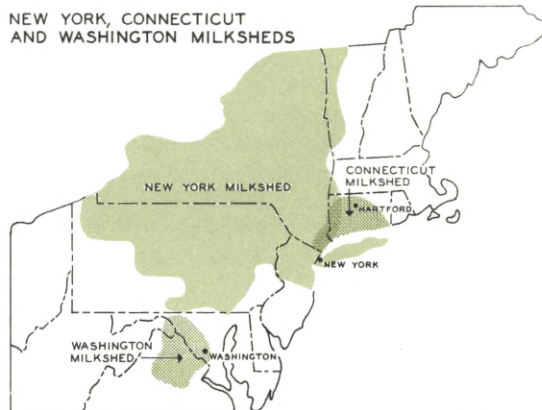 NEW YORK, CONNECTICUT
AND WASHINGTON MILKSHEDS
NEW YORK MILKSHED
CONNECTICUT
MILKSHED
HARTFORD
NEW YORK
WASHINGTON
MILKSHED
WASHINGTON